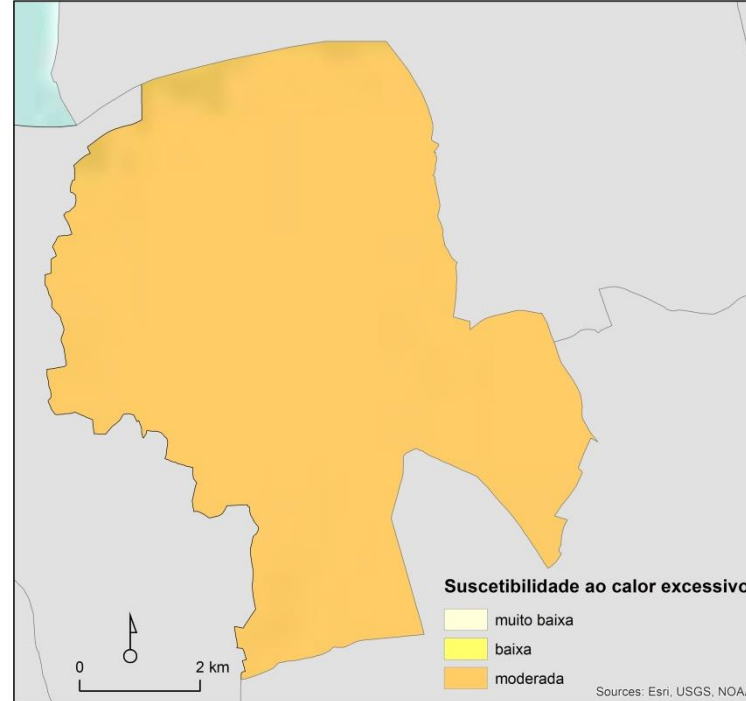 Suscetibilidade ao calor excessivo
muito baixa
baixa
moderada
0 2 km
Sources: Esri, USGS, NOAA